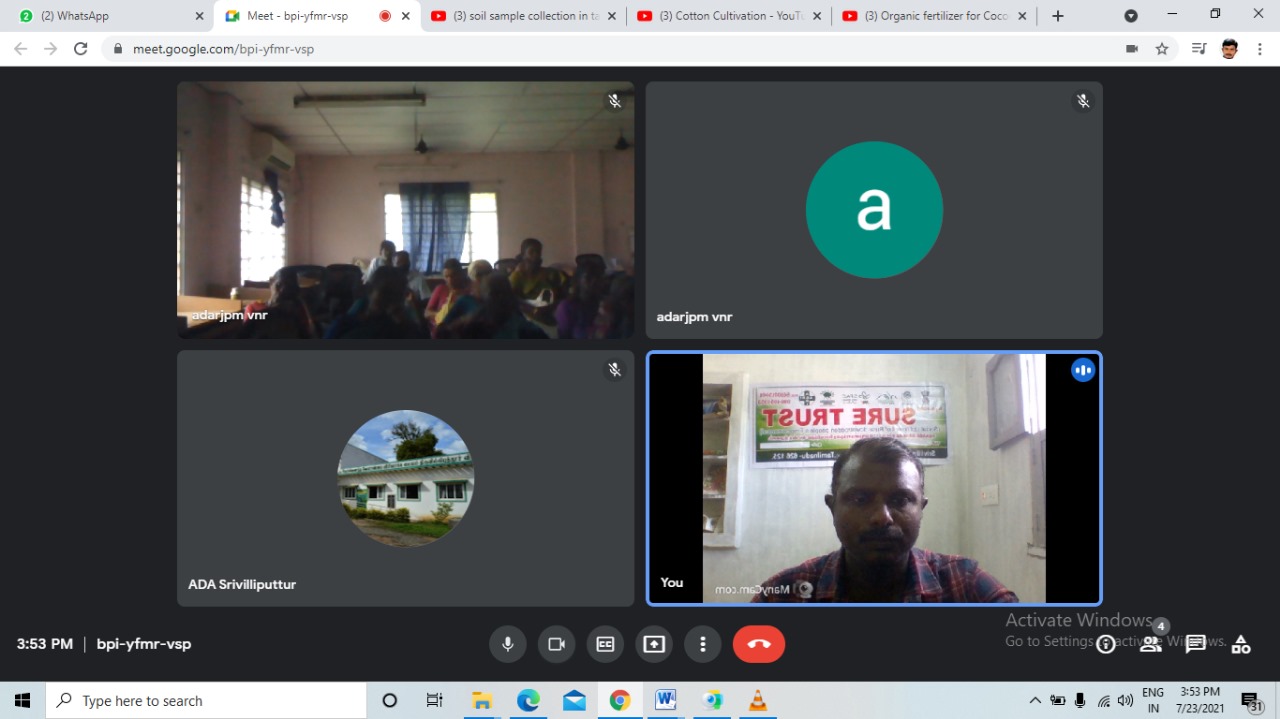 (2) WhatsApp
Meet - bpi-yfmr-vsp
(3) soil sample collection in ta
(3) Cotton Cultivation - YouTu
(3) Organic fertilizer for Coco
meet.google.com/bpi-yfmr-vsp
adarjpm vnr
a
adarjpm vnr
ADA Srivilliputtur
SURE TRUST
Tamilnadu- 626 125.
You
ManyCam.com
Activate Windows
Go to Settings to activate Windows.
4
3:53 PM | bpi-yfmr-vsp
Type here to search
ENG
IN
3:53 PM
7/23/2021
31